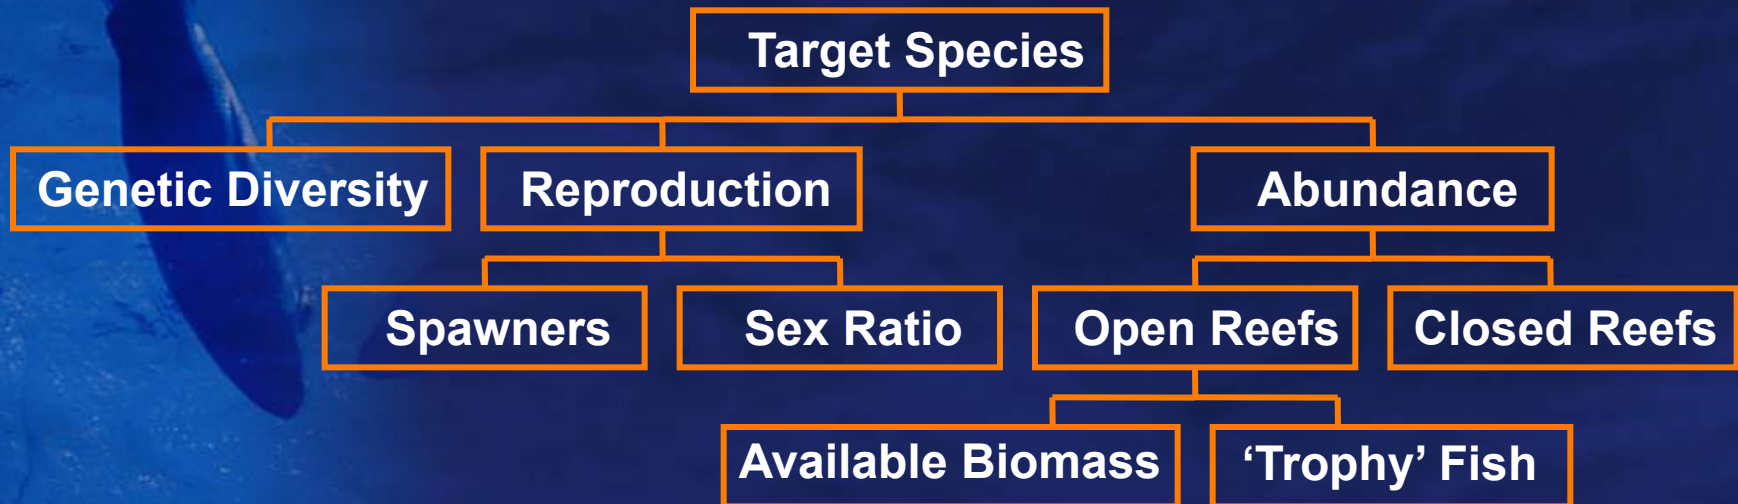 Target Species
Genetic Diversity
Reproduction
Abundance
Spawners
Sex Ratio
Open Reefs
Closed Reefs
Available Biomass
‘Trophy’ Fish